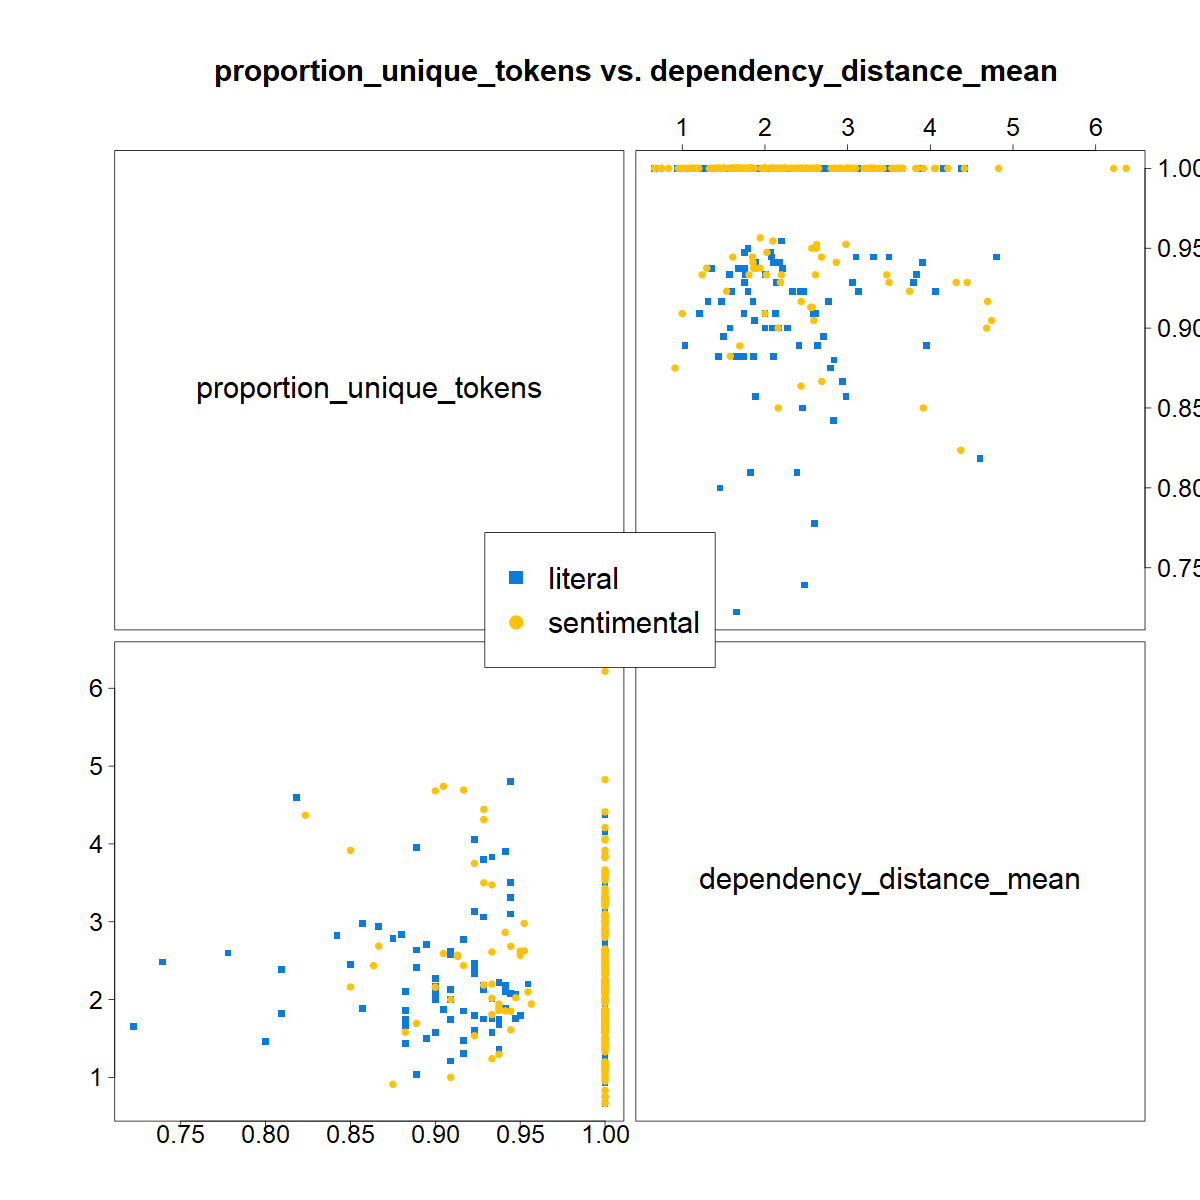 proportion_unique_tokens vs. dependency_distance_mean
1 2 3 4 5 6
1.00
0.95
0.90
0.85
0.80
0.75
proportion_unique_tokens
literal
sentimental
6
5
4
3
2
1
dependency_distance_mean
0.75 0.80 0.85 0.90 0.95 1.00